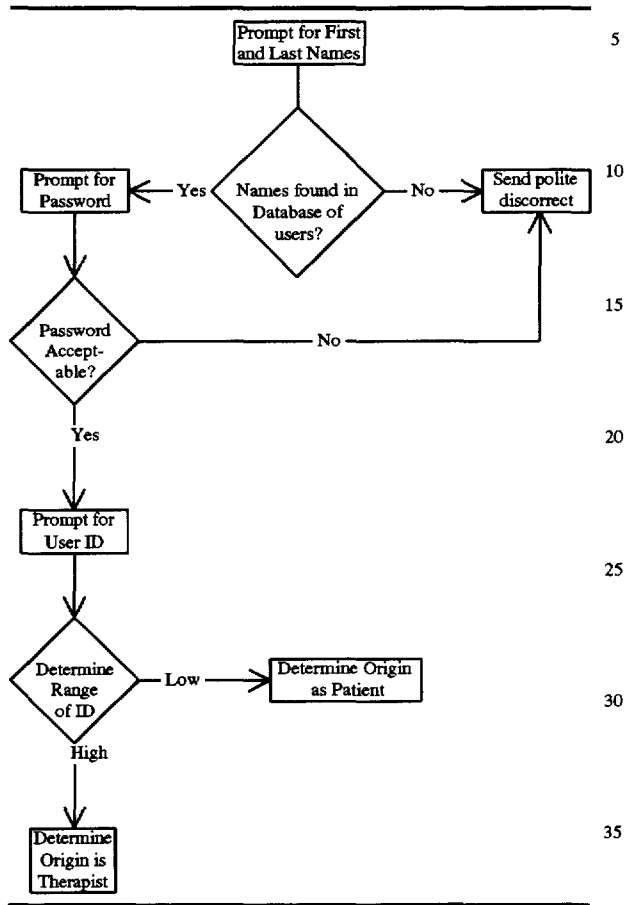 Prompt for First
and Last Names
5
Prompt for
Password
Yes
Names found in
Database of
users?
No
Send polite
discorrect
10
Password
Accept-
able?
No
15
Yes
20
Prompt for
User ID
25
Determine
Range
of ID
Low
Determine Origin
as Patient
30
High
Determine
Origin is
Therapist
35